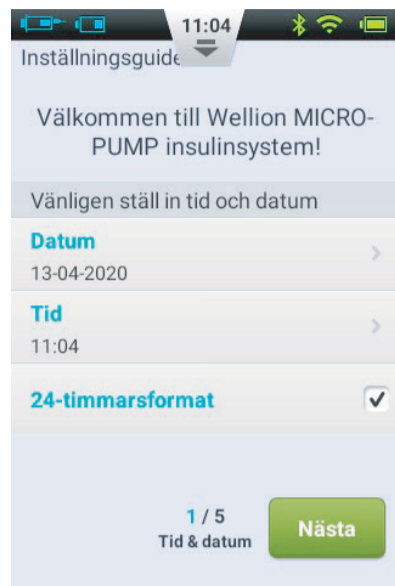 11:04
Inställningsguide
Välkommen till Wellion MICRO-
PUMP insulinsystem!
Vänligen ställ in tid och datum
Datum
13-04-2020
Tid
11:04
24-timmarsformat
1 / 5
Tid & datum
Nästa